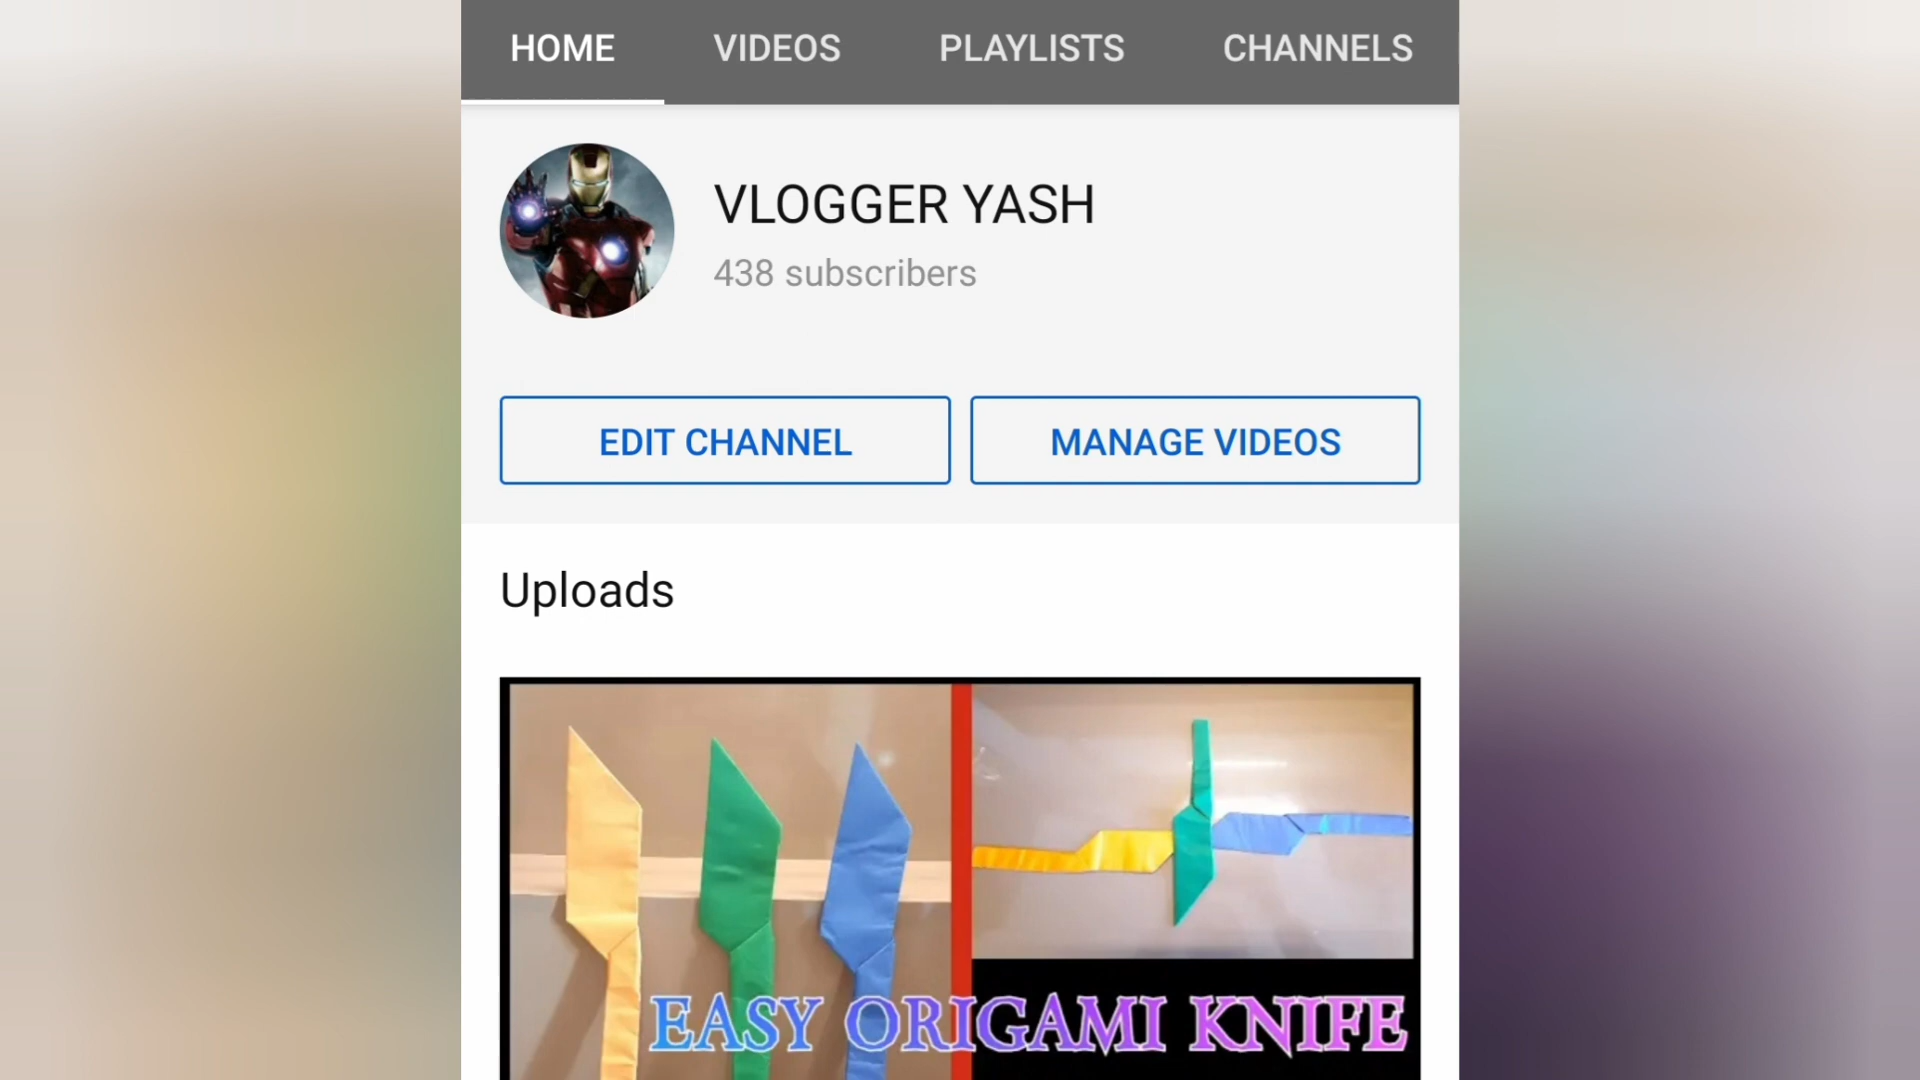 HOME VIDEOS PLAYLISTS CHANNELS
VLOGGER YASH
438 subscribers
EDIT CHANNEL MANAGE VIDEOS
Uploads
EASY ORIGAMI KNIFE